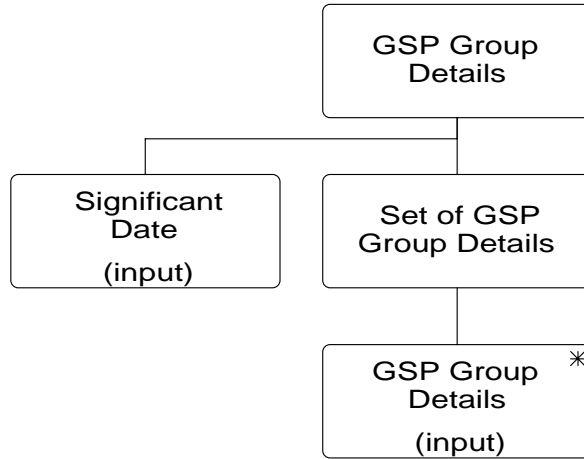 GSP Group
Details
Significant
Date
(input)
Set of GSP
Group Details
GSP Group
Details
(input)
*